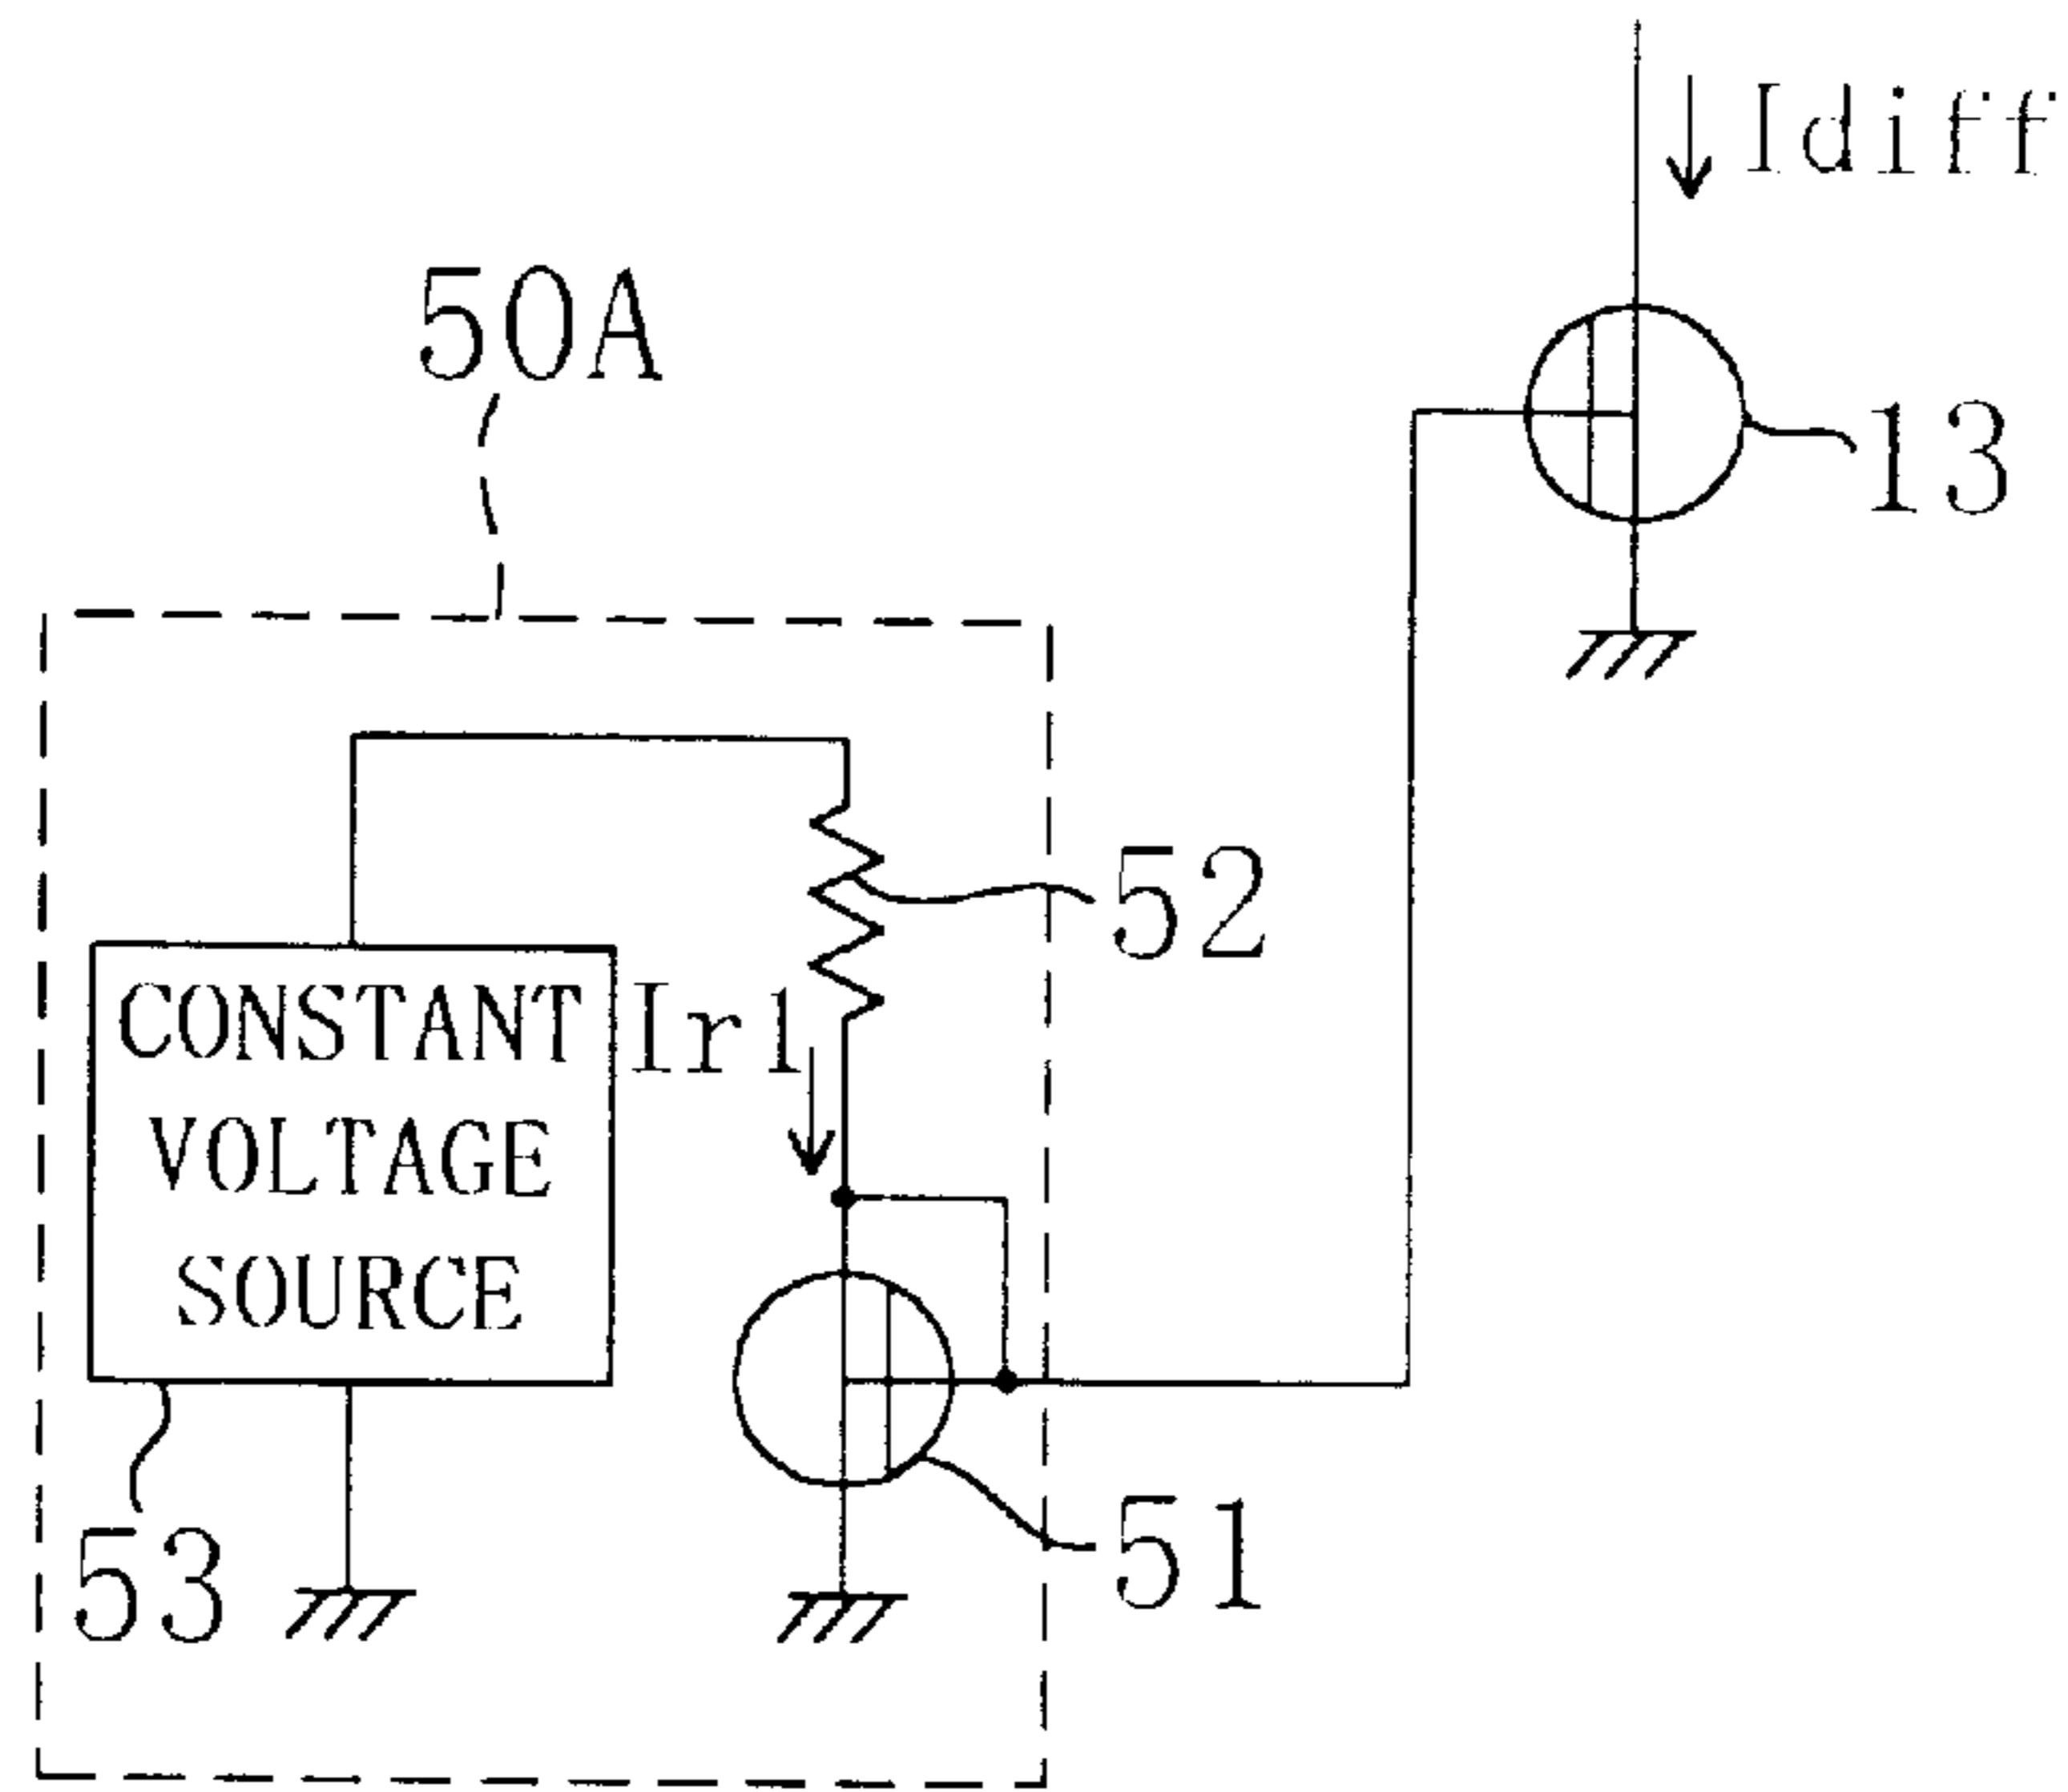 Idiff
50A
13
52
CONSTANT
VOLTAGE
SOURCE
Ir1
53
51